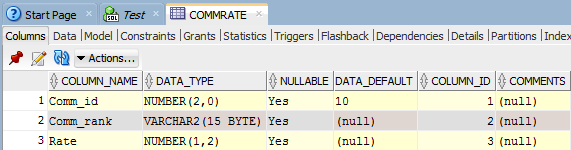 Start Page Test COMMRATE
Columns Data Model Constraints Grants Statistics Triggers Flashback Dependencies Details Partitions Index
Actions...
COLUMN_NAME DATA_TYPE NULLABLE DATA_DEFAULT COLUMN_ID COMMENTS
1 Comm_id NUMBER(2,0) Yes 10 1 (null)
2 Comm_rank VARCHAR2(15 BYTE) Yes (null) 2 (null)
3 Rate NUMBER(1,2) Yes (null) 3 (null)